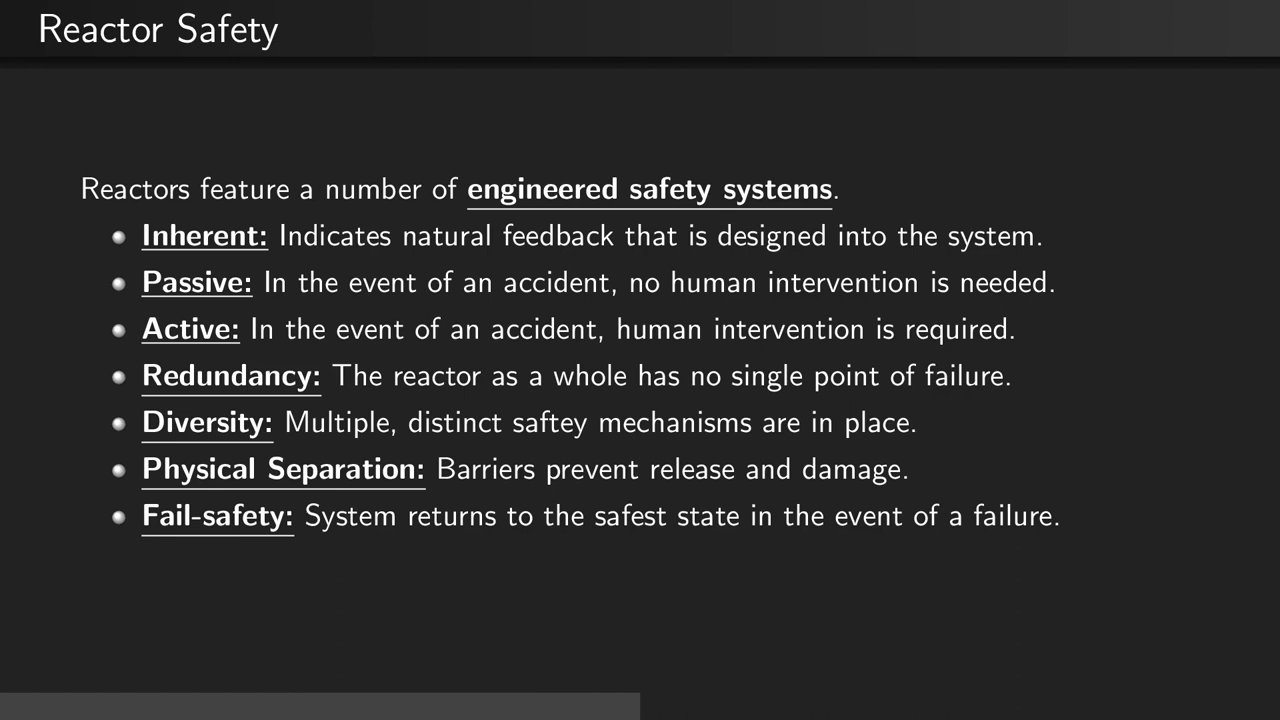 Reactor Safety
Reactors feature a number of engineered safety systems.
Inherent: Indicates natural feedback that is designed into the system.
Passive: In the event of an accident, no human intervention is needed.
Active: In the event of an accident, human intervention is required.
Redundancy: The reactor as a whole has no single point of failure.
Diversity: Multiple, distinct saftey mechanisms are in place.
Physical Separation: Barriers prevent release and damage.
Fail-safety: System returns to the safest state in the event of a failure.